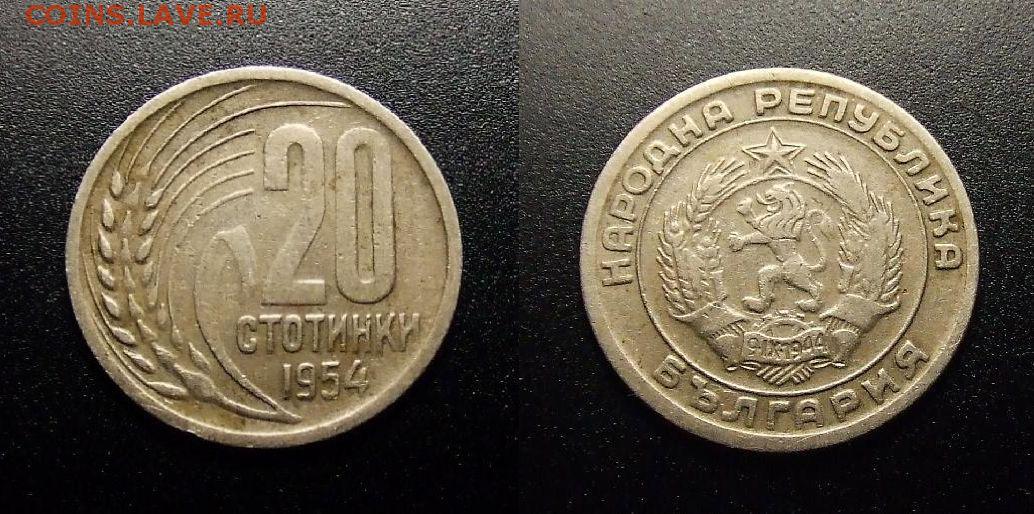 COINS.LAVE.RU
20
СТОТИНКИ
1954
НАРОДНА РЕПУБЛИКА
БЪЛГАРИЯ
9·IX·1944